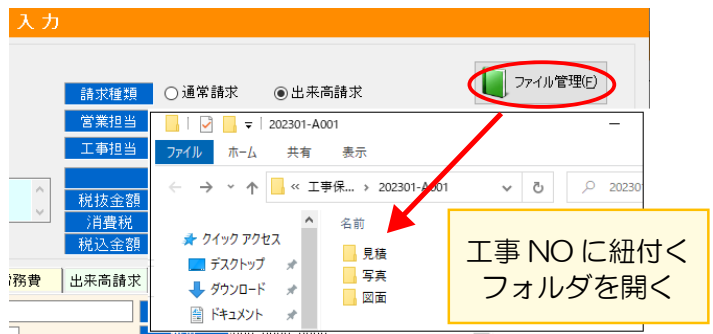 入力
請求種類
通常請求
出来高請求
ファイル管理(F)
営業担当
工事担当
202301-A001
ファイル
ホーム
共有
表示
« 工事保... › 202301-A001
20230
税抜金額
消費税
税込金額
名前
クイック アクセス
デスクトップ
ダウンロード
ドキュメント
見積
写真
図面
務費
出来高請求
工事 NO に紐付く
フォルダを開く